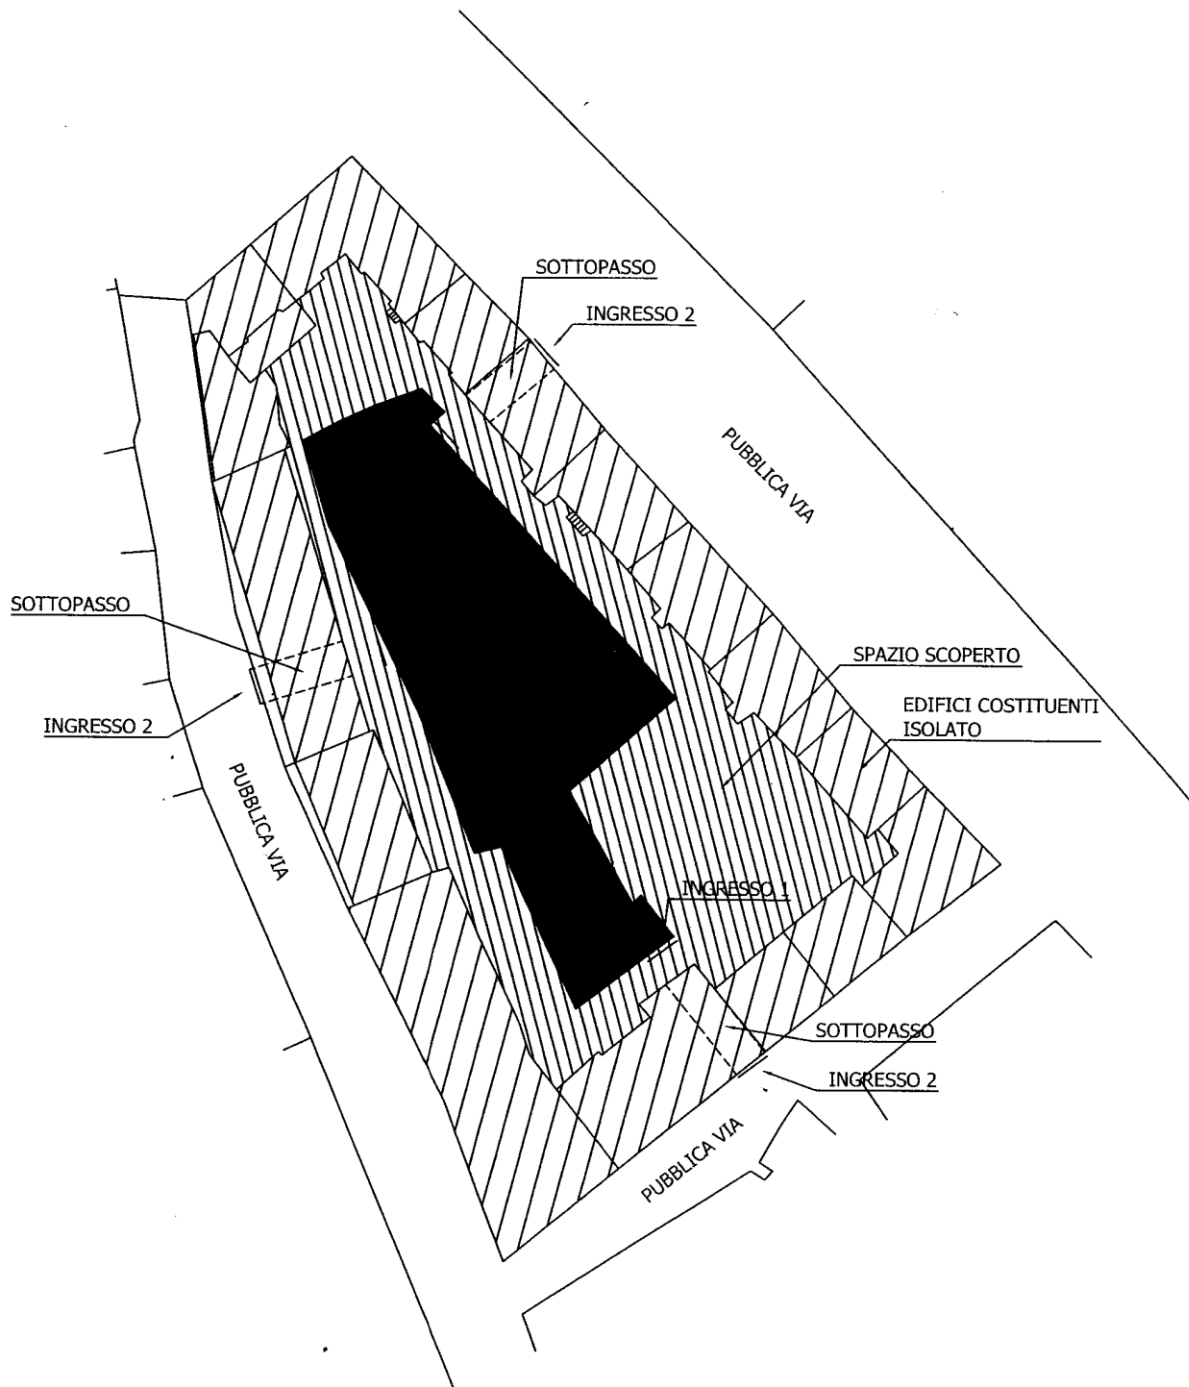 SOTTOPASSO
INGRESSO 2
PUBBLICA VIA
SOTTOPASSO
SPAZIO SCOPERTO
EDIFICI COSTITUENTI
ISOLATO
INGRESSO 2
PUBBLICA VIA
INGRESSO 1
SOTTOPASSO
INGRESSO 2
PUBBLICA VIA